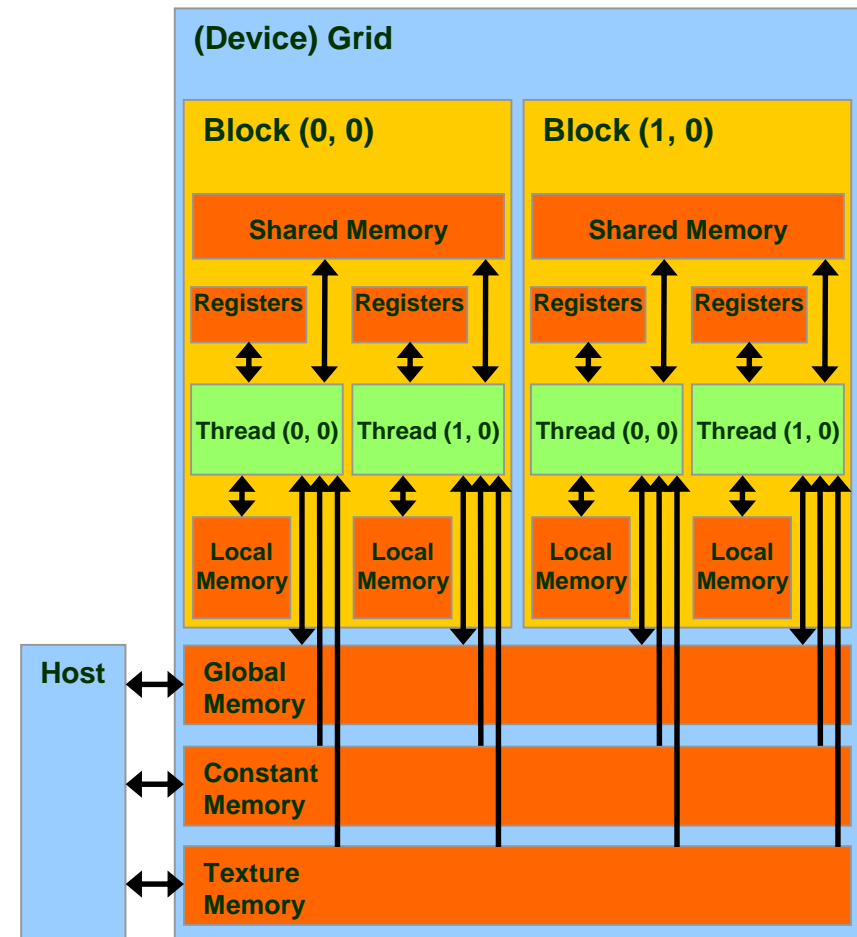 (Device) Grid
Block (0, 0)
Block (1, 0)
Shared Memory
Shared Memory
Registers
Registers
Registers
Registers
Thread (0, 0)
Thread (1, 0)
Thread (0, 0)
Thread (1, 0)
Local
Memory
Local
Memory
Local
Memory
Local
Memory
Host
Global
Memory
Constant
Memory
Texture
Memory